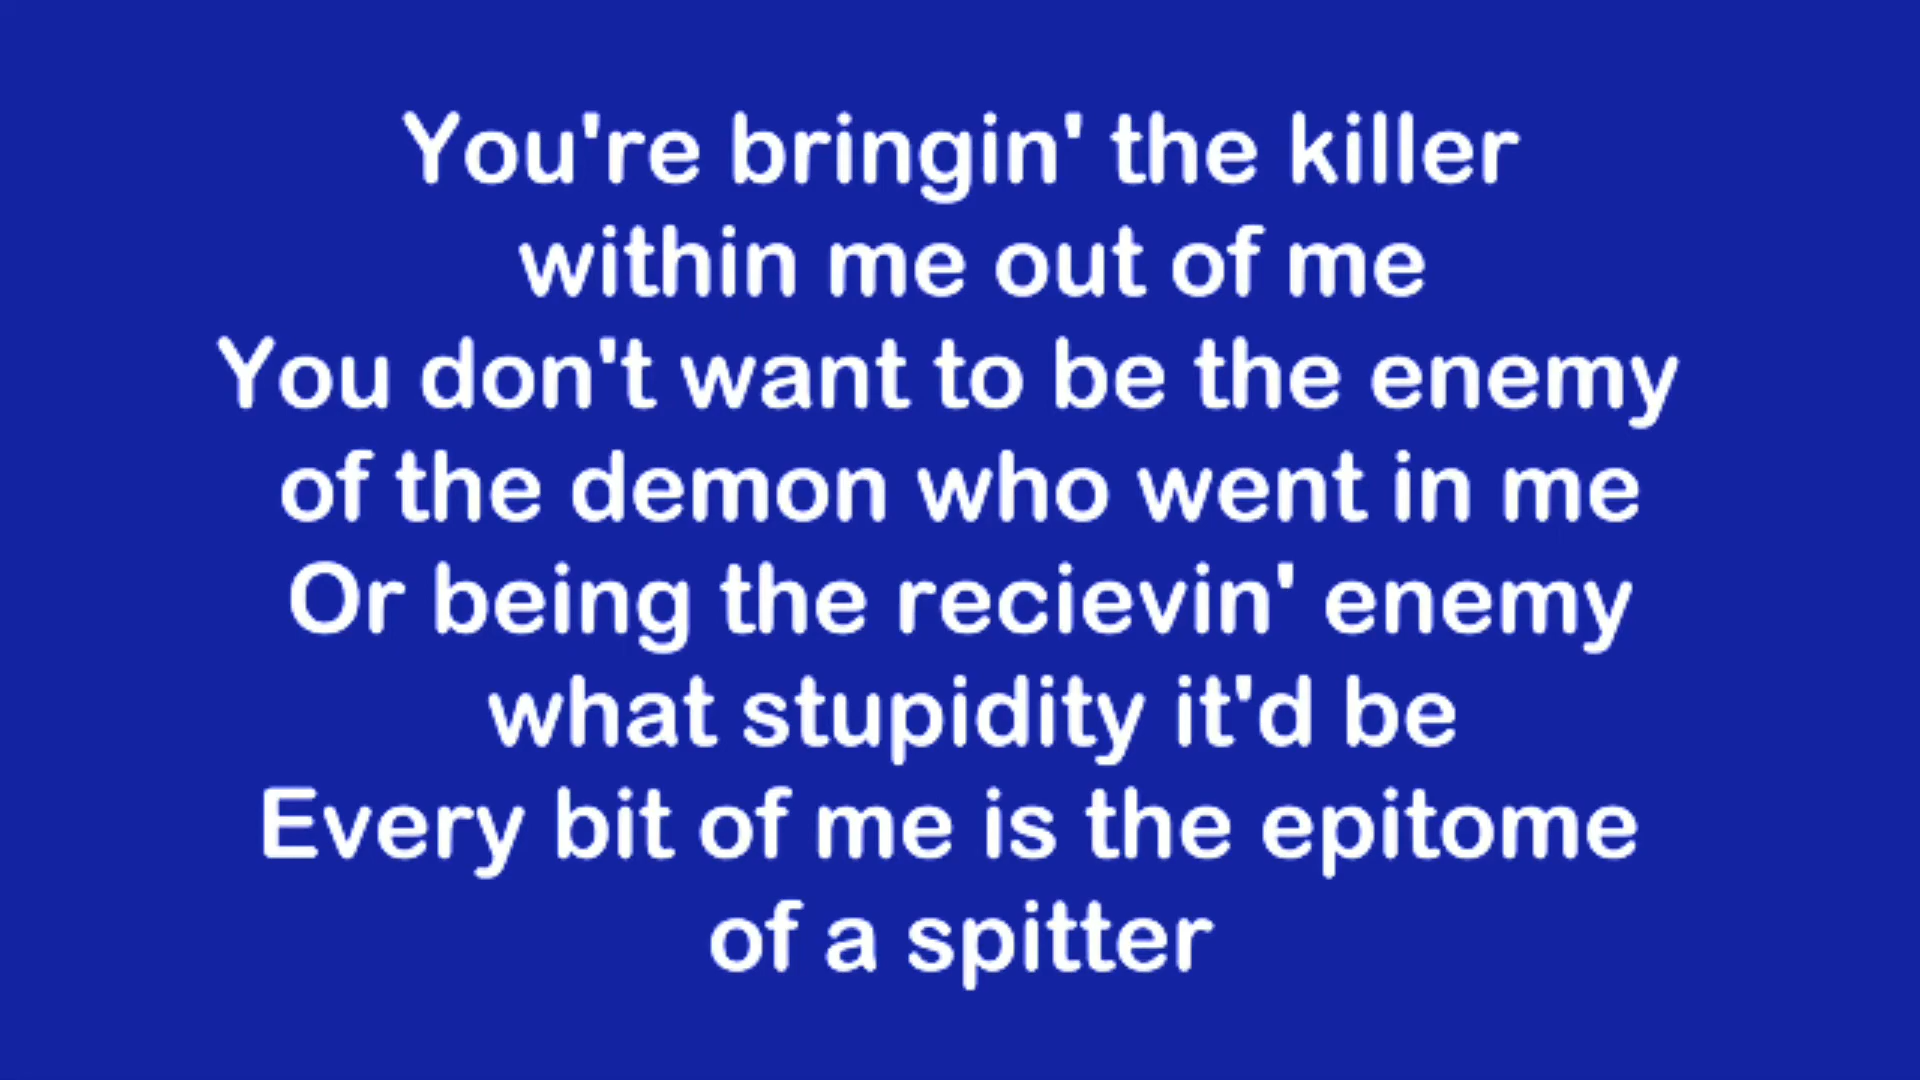 You're bringin' the killer
within me out of me
You don't want to be the enemy
of the demon who went in me
Or being the recievin' enemy
what stupidity it'd be
Every bit of me is the epitome
of a spitter